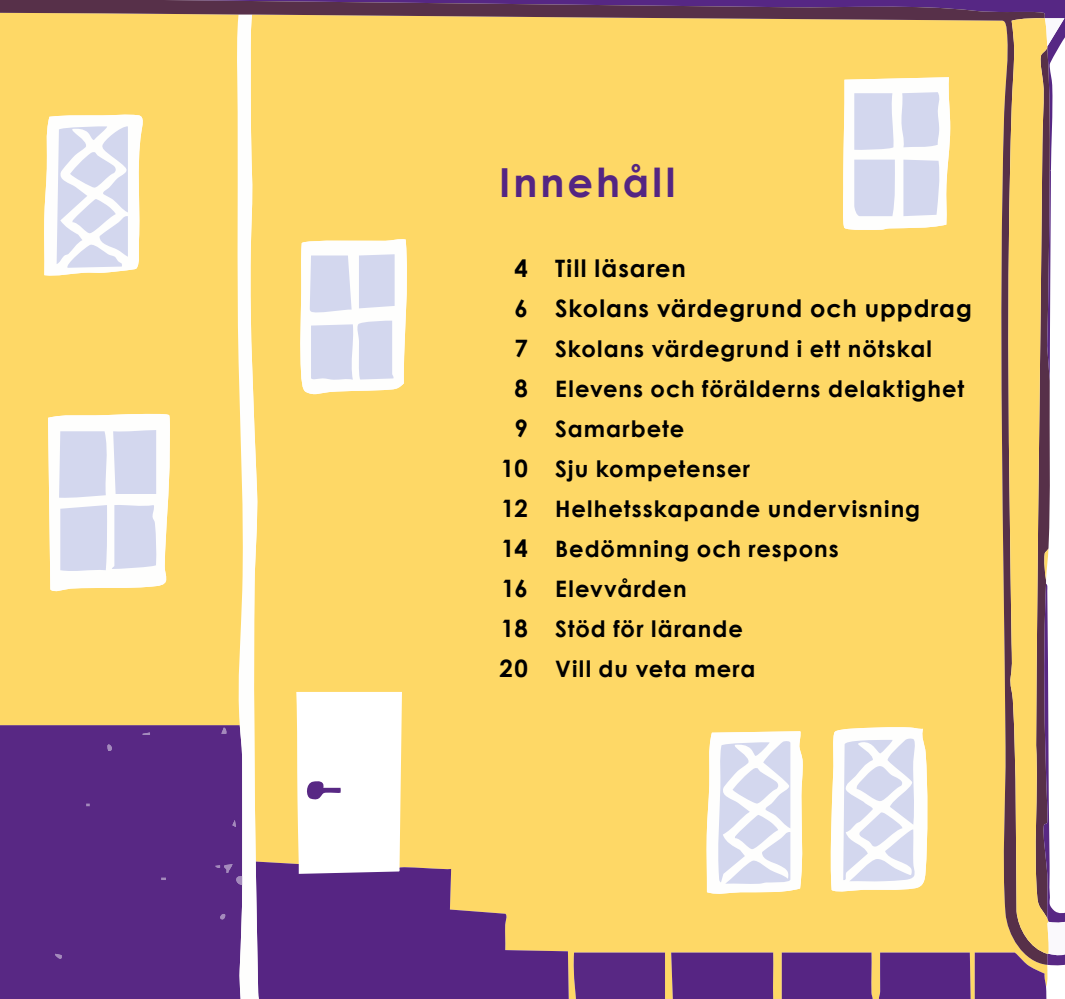 Innehåll
4 Till läsaren
6 Skolans värdegrund och uppdrag
7 Skolans värdegrund i ett nötskal
8 Elevens och förälderns delaktighet
9 Samarbete
10 Sju kompetenser
12 Helhetsskapande undervisning
14 Bedömning och respons
16 Elevvården
18 Stöd för lärande
20 Vill du veta mera